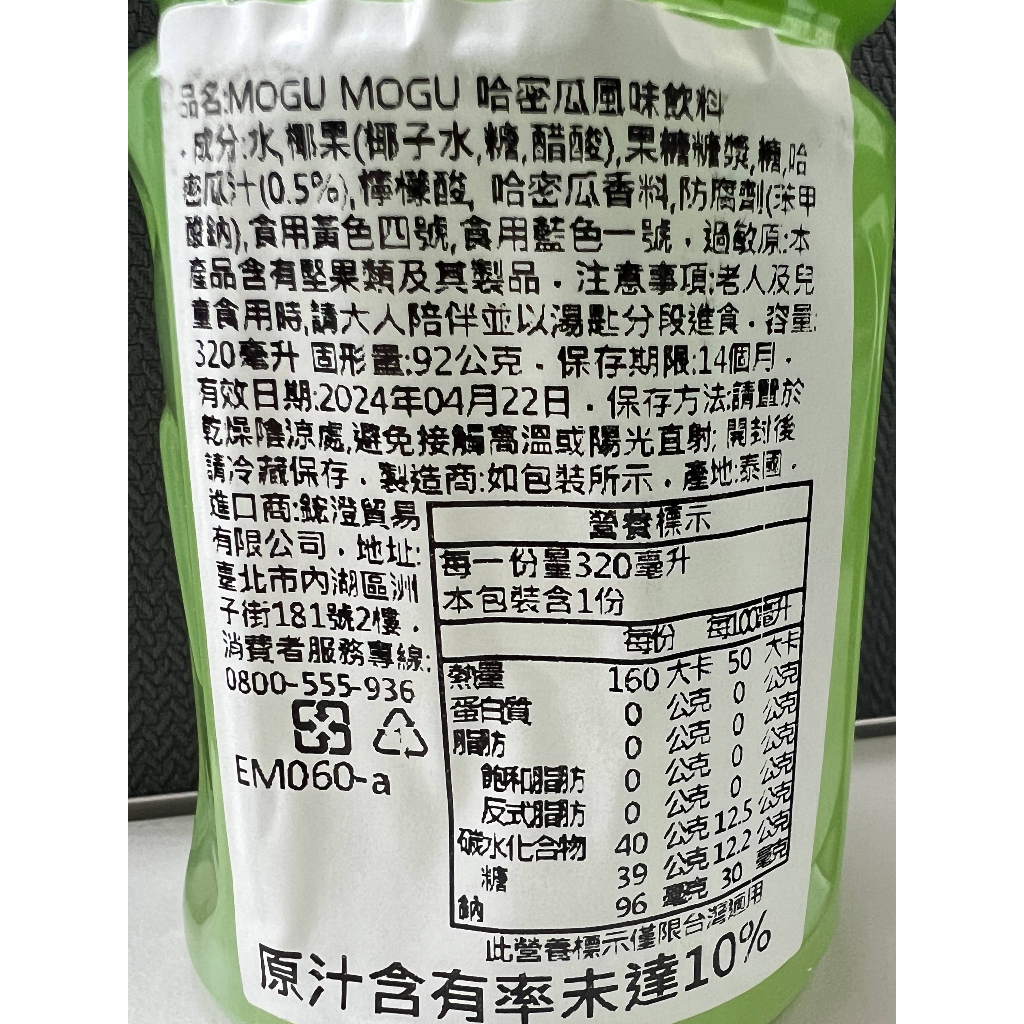 品名:MOGU MOGU 哈密瓜風味飲料
．成分:水,椰果(椰子水,糖,醋酸),果糖糖漿,糖,哈
密瓜汁(0.5%),檸檬酸, 哈密瓜香料,防腐劑(苯甲
酸鈉),食用黃色四號,食用藍色一號．過敏原:本
產品含有堅果類及其製品．注意事項:老人及兒
童食用時,請大人陪伴並以湯匙分段進食．容量:
320毫升 固形量:92公克．保存期限:14個月．
有效日期:2024年04月22日．保存方法:請置於
乾燥陰涼處,避免接觸高溫或陽光直射; 開封後
請冷藏保存．製造商:如包裝所示．產地:泰國．
進口商:鋐澄貿易
有限公司．地址:
臺北市內湖區洲
子街181號2樓．
消費者服務專線:
0800-555-936
EM060-a
營養標示
每一份量320毫升
本包裝含1份
每份 每100毫升
熱量 160 大卡 50 大卡
蛋白質 0 公克 0 公克
脂肪 0 公克 0 公克
飽和脂肪 0 公克 0 公克
反式脂肪 0 公克 0 公克
碳水化合物 40 公克 12.5 公克
糖 39 公克 12.2 公克
鈉 96 毫克 30 毫克
此營養標示僅限台灣適用
原汁含有率未達10%